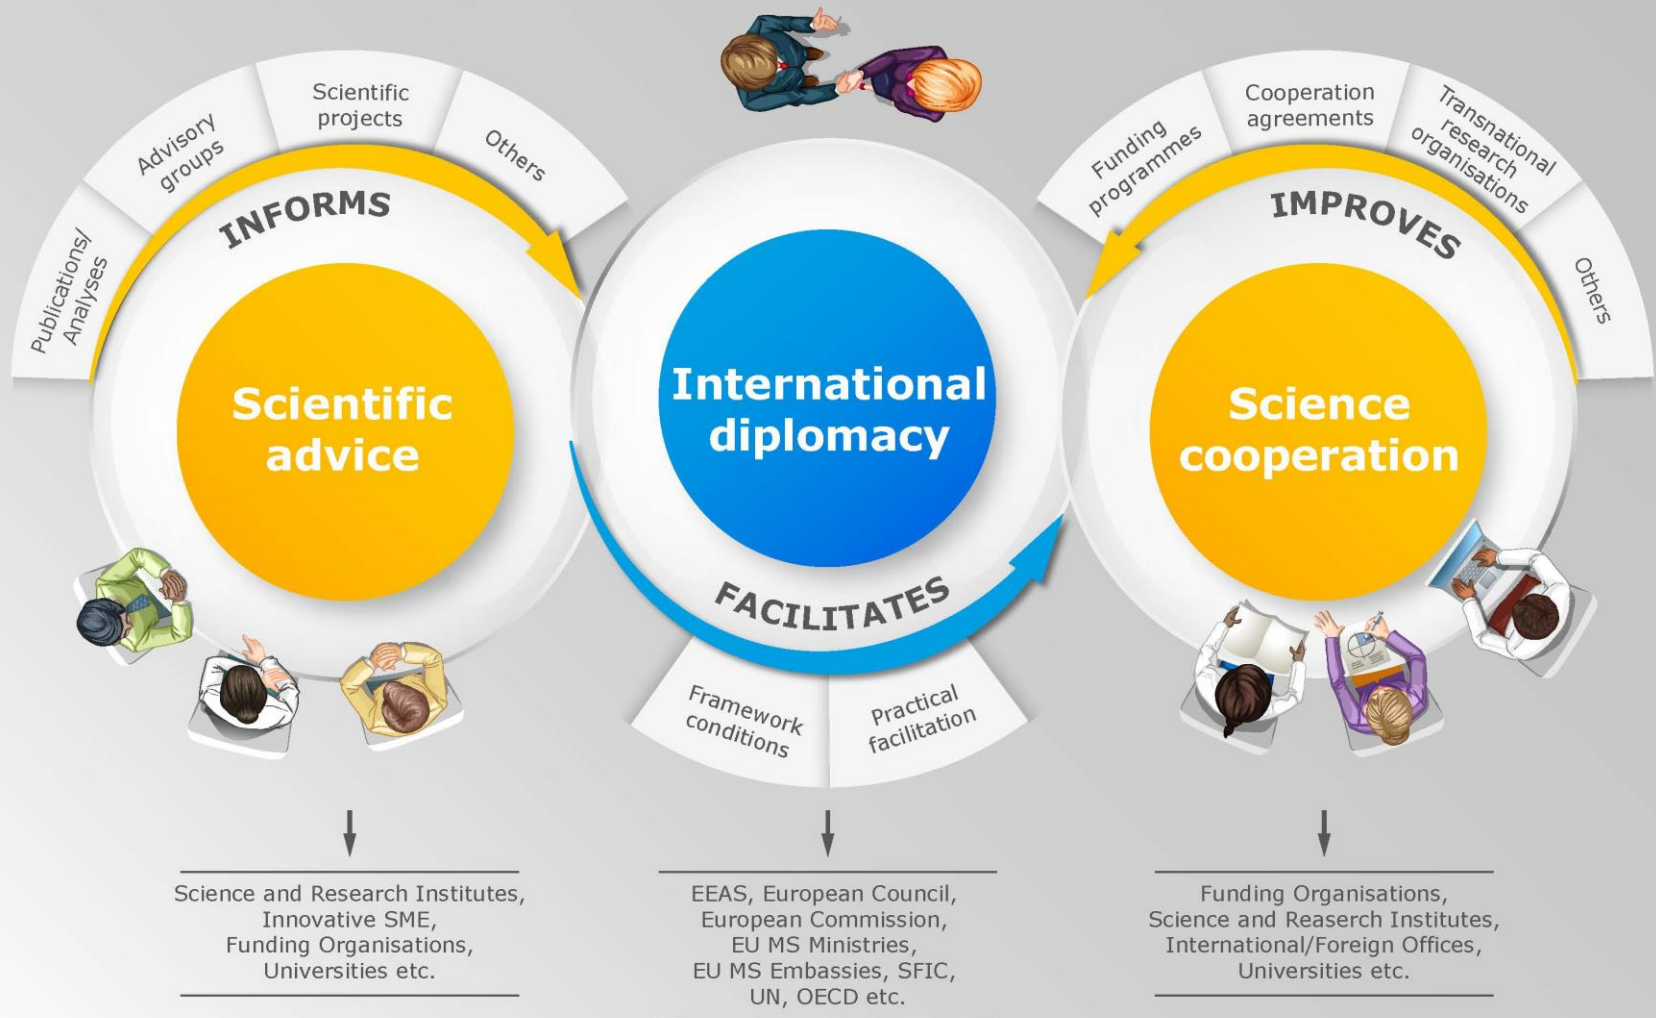 Publications/
Analyses
Advisory
groups
Scientific
projects
Others
INFORMS
Scientific
advice
International
diplomacy
FACILITATES
Framework
conditions
Practical
facilitation
Funding
programmes
Cooperation
agreements
Transnational
research
organisations
Others
IMPROVES
Science
cooperation
Science and Research Institutes,
Innovative SME,
Funding Organisations,
Universities etc.
EEAS, European Council,
European Commission,
EU MS Ministries,
EU MS Embassies, SFIC,
UN, OECD etc.
Funding Organisations,
Science and Reaserch Institutes,
International/Foreign Offices,
Universities etc.